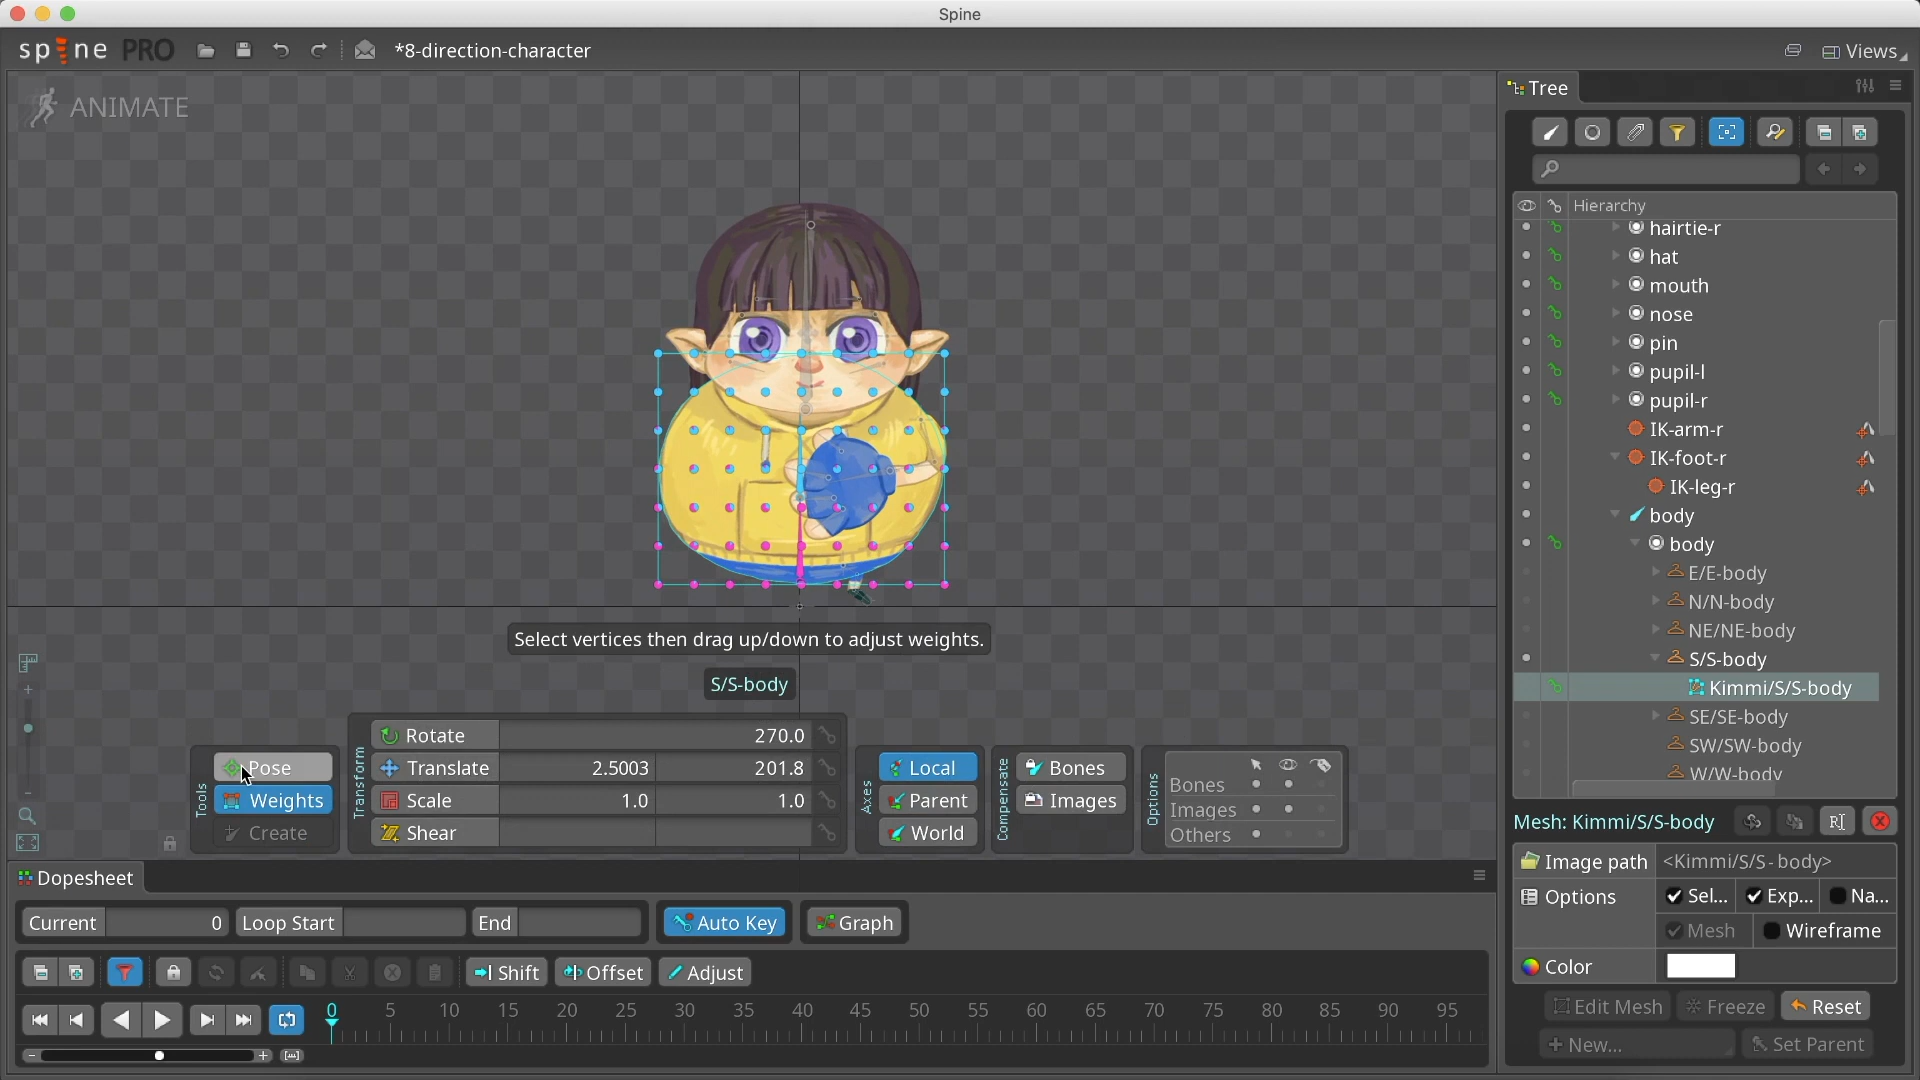 Spine
spine PRO
*8-direction-character
Views
ANIMATE
Tree
Hierarchy
hairtie-r
hat
mouth
nose
pin
pupil-l
pupil-r
IK-arm-r
IK-foot-r
IK-leg-r
body
body
E/E-body
N/N-body
NE/NE-body
S/S-body
Kimmi/S/S-body
SE/SE-body
SW/SW-body
W/W-body
Select vertices then drag up/down to adjust weights.
S/S-body
Tools
Pose
Weights
Create
Transform
Rotate 270.0
Translate 2.5003 201.8
Scale 1.0 1.0
Shear
Axes
Local
Parent
World
Compensate
Bones
Images
Options
Bones
Images
Others
Mesh: Kimmi/S/S-body
Image path <Kimmi/S/S-body>
Options Sel... Exp... Na...
Mesh Wireframe
Color
Edit Mesh Freeze Reset
+ New... Set Parent
Dopesheet
Current 0 Loop Start End Auto Key Graph
Shift Offset Adjust
0 5 10 15 20 25 30 35 40 45 50 55 60 65 70 75 80 85 90 95